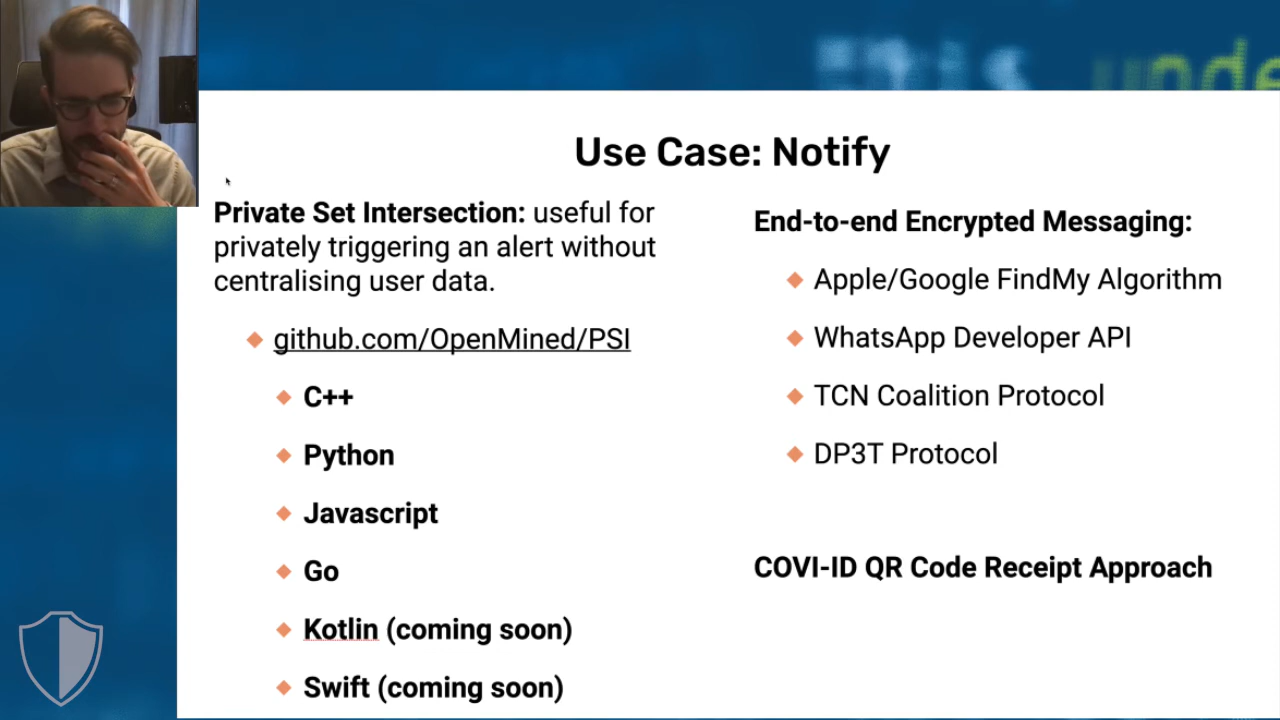 Use Case: Notify
Private Set Intersection: useful for
privately triggering an alert without
centralising user data.
github.com/OpenMined/PSI
C++
Python
Javascript
Go
Kotlin (coming soon)
Swift (coming soon)
End-to-end Encrypted Messaging:
Apple/Google FindMy Algorithm
WhatsApp Developer API
TCN Coalition Protocol
DP3T Protocol
COVI-ID QR Code Receipt Approach